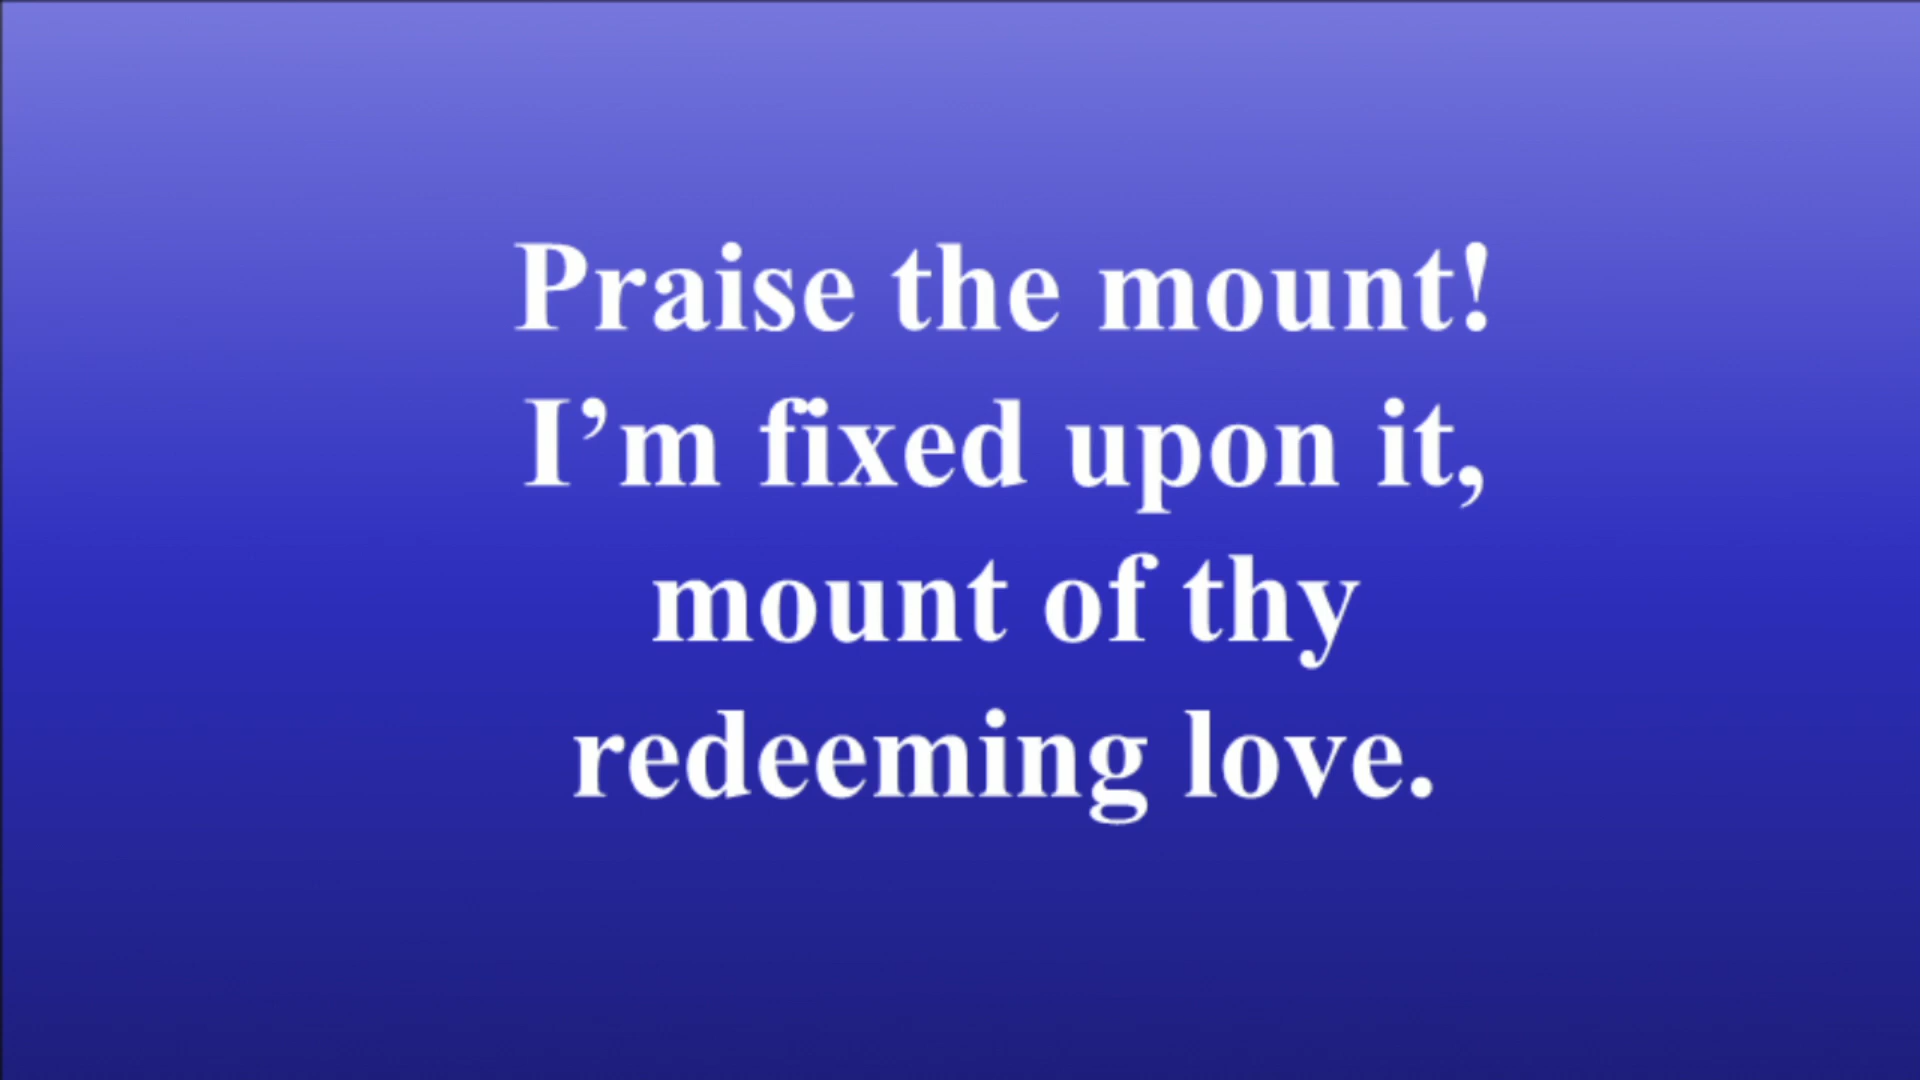 Praise the mount!
I’m fixed upon it,
mount of thy
redeeming love.